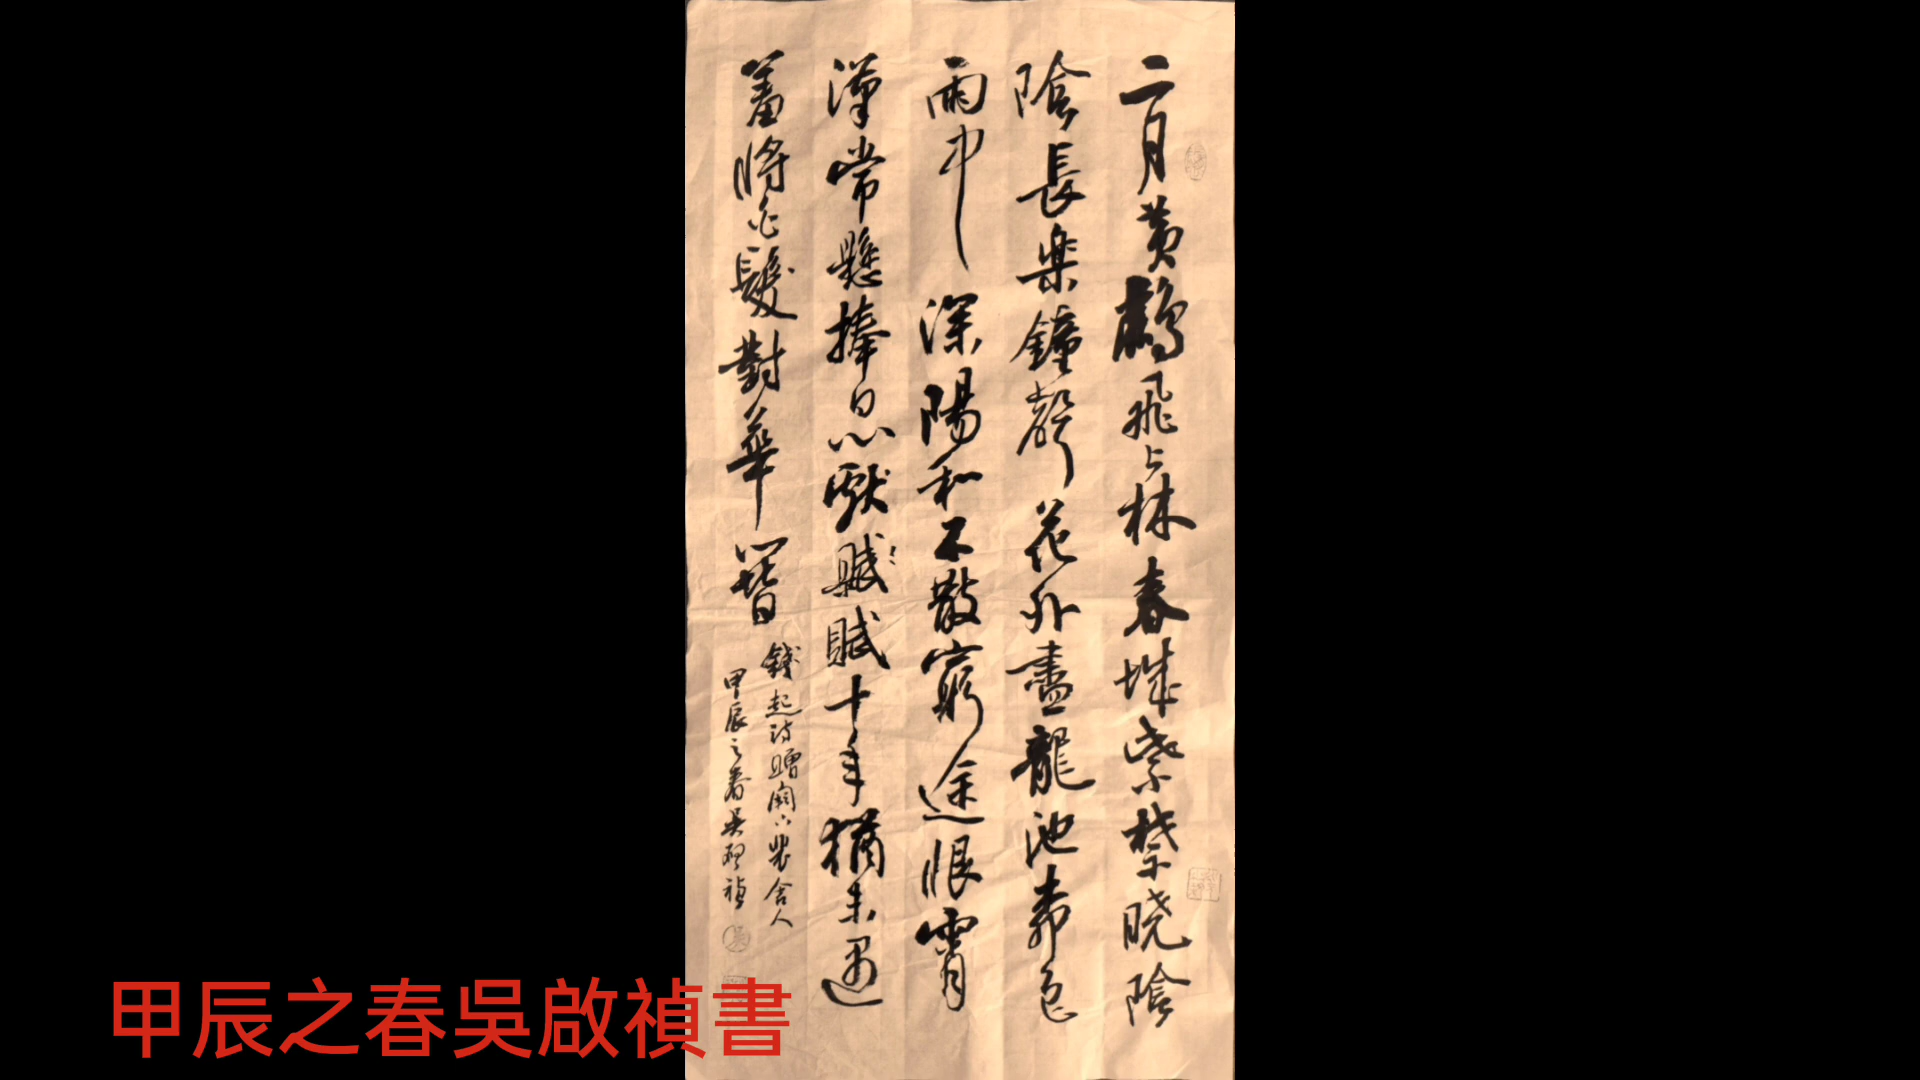 二月黃鸝飛上林春城紫禁曉陰
陰長樂鐘聲花外盡龍池柳色
雨中深陽和不散窮途恨霄
漢常懸捧日心獻賦賦十年猶未遇
羞將白髮對華簪
錢起詩贈闕下裴舍人
甲辰之春吳啟禎
甲辰之春吳啟禎書